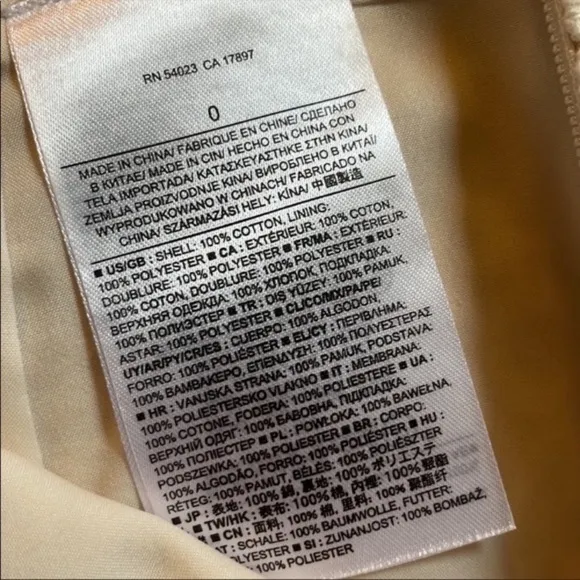 RN 54023 CA 17897
0
MADE IN CHINA/ FABRIQUE EN CHINE/ СДЕЛАНО
В КИТАЕ/ MADE IN CIN/ HECHO EN CHINA CON
TELA IMPORTADA/ ΚΑΤΑΣΚΕΥΑΣΤΗΚΕ ΣΤΗΝ ΚΙΝΑ/
ZEMLJA PROIZVODNJE KINA/ ВИРОБЛЕНО В КИТАЇ/
WYPRODUKOWANO W CHINACH/ FABRICADO NA
CHINA/ SZÁRMAZÁSI HELY: KÍNA/ 中國製造
■ US/GB : SHELL: 100% COTTON, LINING:
100% POLYESTER ■ CA : EXTÉRIEUR: 100% COTON,
DOUBLURE: 100% POLYESTER ■ FR/MA : EXTÉRIEUR:
100% COTON, DOUBLURE: 100% POLYESTER ■ RU :
ВЕРХНЯЯ ОДЕЖДА: 100% ХЛОПОК, ПОДКЛАДКА:
100% ПОЛИЭСТЕР ■ TR : DIŞ YÜZEY: 100% PAMUK,
ASTAR: 100% POLYESTER ■ CL/CO/MX/PA/PE/
UY/AR/PY/CR/ES : CUERPO: 100% ALGODÓN,
FORRO: 100% POLIÉSTER ■ EL/CY : ΠΕΡΙΒΛΗΜΑ:
100% ΒΑΜΒΑΚΕΡΟ, ΕΠΕΝΔΥΣΗ: 100% ΠΟΛΥΕΣΤΕΡΑΣ
■ HR : VANJSKA STRANA: 100% PAMUK, PODSTAVA:
100% POLIESTERSKO VLAKNO ■ IT : MEMBRANA:
100% COTONE, FODERA: 100% POLIESTERE ■ UA :
ВЕРХНІЙ ОДЯГ: 100% БАВОВНА, ПІДКЛАДКА:
100% ПОЛІЕСТЕР ■ PL : POWŁOKA: 100% BAWEŁNA,
PODSZEWKA: 100% POLIESTER ■ BR : CORPO:
100% ALGODÃO, FORRO: 100% POLIÉSTER ■ HU :
RÉTEG: 100% PAMUT, BÉLÉS: 100% POLIÉSZTER
■ JP : 表地: 100% 綿, 裏地: 100% ポリエステ
■ TW/HK : 表布: 100% 棉, 內裡: 100% 聚酯
■ CN : 面料: 100% 棉, 100% 聚酯纤
AT : SCHALE: 100% BAUMWOLLE, FUTTER:
POLYESTER ■ SI : ZUNANJOST: 100% BOMBAŽ,
100% POLIESTER